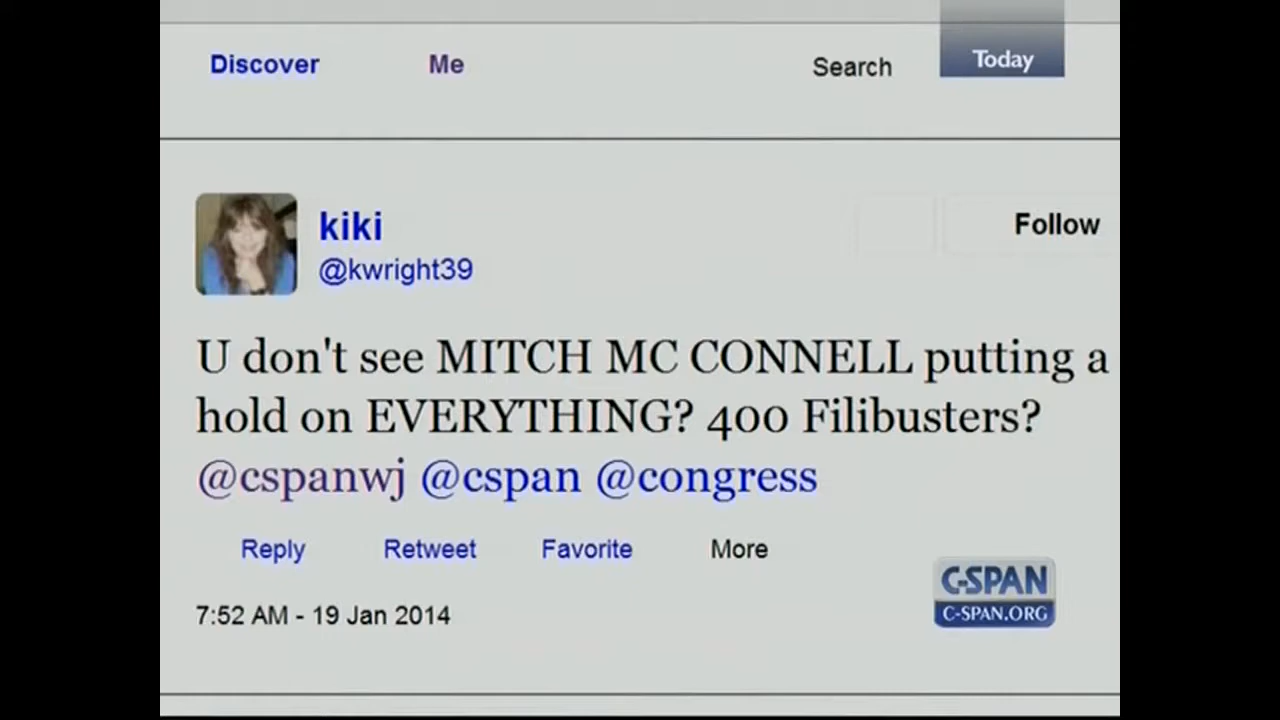 Discover Me Search Today
kiki Follow
@kwright39
U don't see MITCH MC CONNELL putting a
hold on EVERYTHING? 400 Filibusters?
@cspanwj @cspan @congress
Reply Retweet Favorite More
C-SPAN
7:52 AM - 19 Jan 2014 C-SPAN.ORG